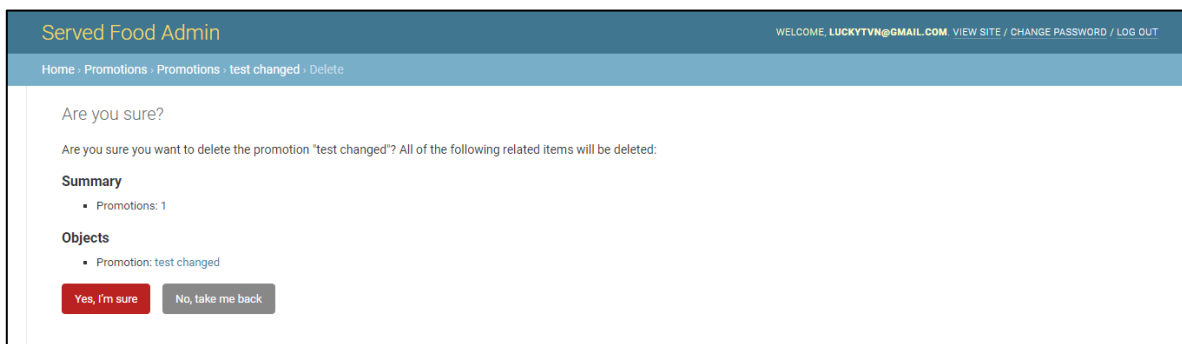 Served Food Admin
WELCOME, LUCKYTVN@GMAIL.COM. VIEW SITE / CHANGE PASSWORD / LOG OUT
Home › Promotions › Promotions › test changed › Delete
Are you sure?
Are you sure you want to delete the promotion "test changed"? All of the following related items will be deleted:
Summary
▪ Promotions: 1
Objects
▪ Promotion: test changed
Yes, I'm sure
No, take me back